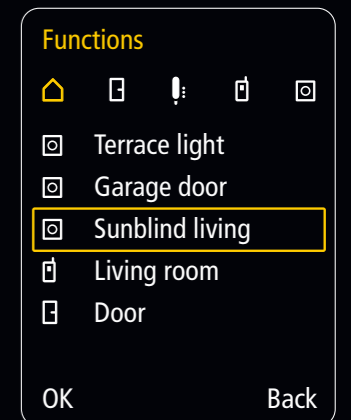 Functions
Terrace light
Garage door
Sunblind living
Living room
Door
OK Back